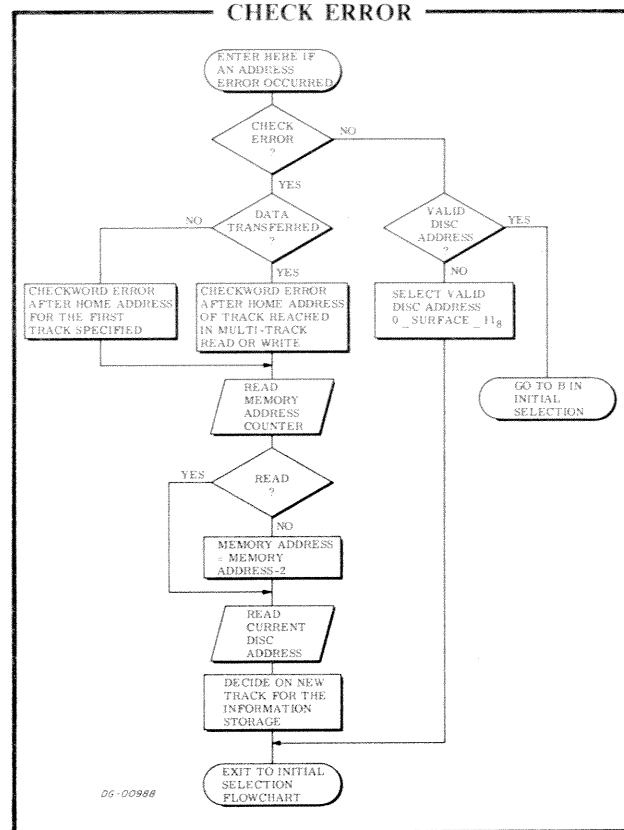 CHECK ERROR
ENTER HERE IF
AN ADDRESS
ERROR OCCURRED
CHECK
ERROR
?
NO
YES
NO
DATA
TRANSFERRED
?
VALID
DISC
ADDRESS
?
YES
YES
NO
CHECKWORD ERROR
AFTER HOME ADDRESS
FOR THE FIRST
TRACK SPECIFIED
CHECKWORD ERROR
AFTER HOME ADDRESS
OF TRACK REACHED
IN MULTI-TRACK
READ OR WRITE
SELECT VALID
DISC ADDRESS
0_SURFACE_11₈
READ
MEMORY
ADDRESS
COUNTER
GO TO B IN
INITIAL
SELECTION
YES
READ
?
NO
MEMORY ADDRESS
= MEMORY
ADDRESS-2
READ
CURRENT
DISC
ADDRESS
DECIDE ON NEW
TRACK FOR THE
INFORMATION
STORAGE
EXIT TO INITIAL
SELECTION
FLOWCHART
DG-00988